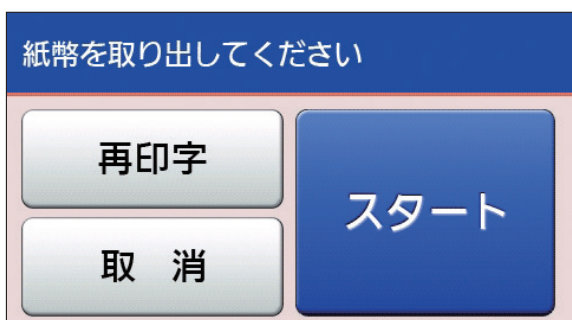 紙幣を取り出してください
再印字
取　消
スタート